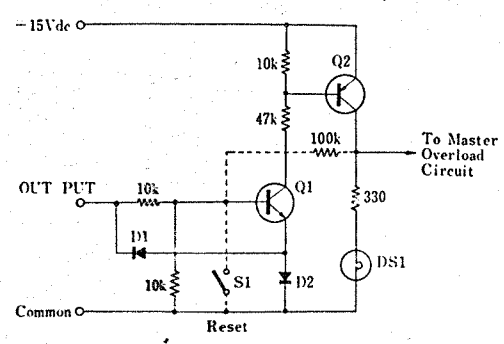 -15Vdc
10k
Q2
47k
100k
To Master
Overload
Circuit
OUT PUT
10k
Q1
330
D1
10k
S1
D2
DS1
Common
Reset